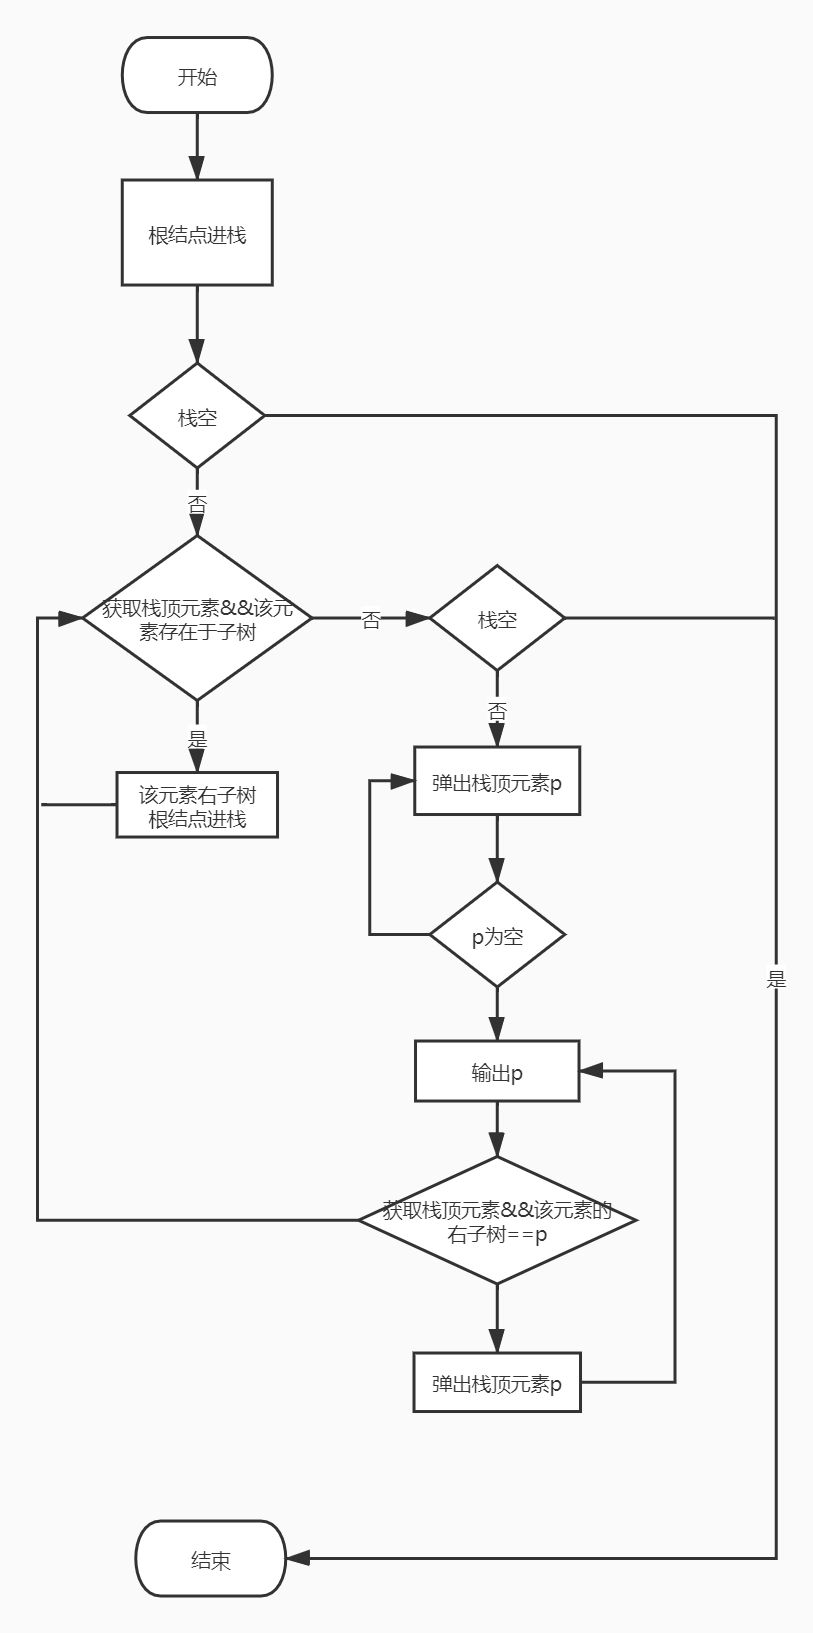 开始
根结点进栈
栈空
否
获取栈顶元素&&该元
素存在于子树
否
栈空
是
否
该元素右子树
根结点进栈
弹出栈顶元素p
p为空
是
输出p
获取栈顶元素&&该元素的
右子树==p
弹出栈顶元素p
结束